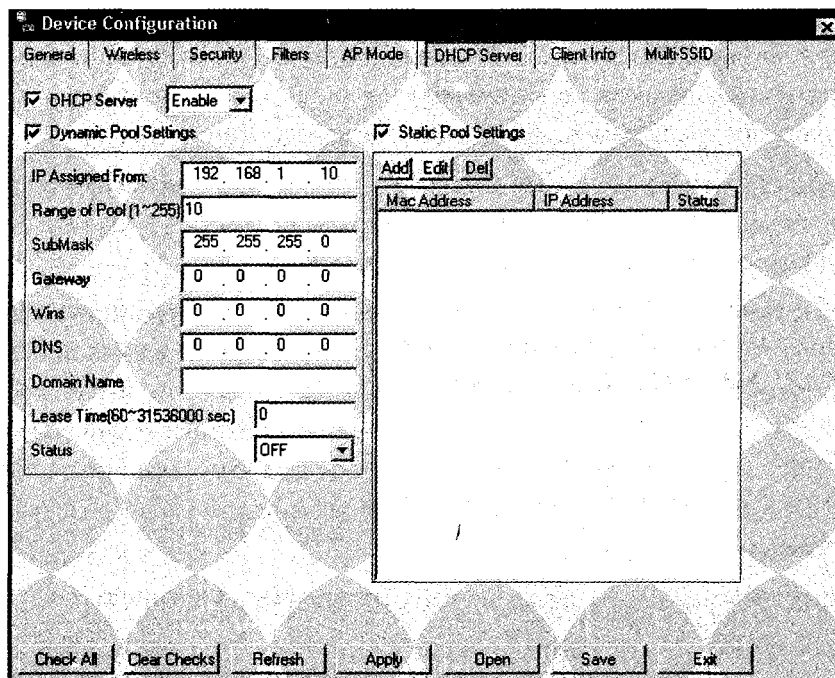 Device Configuration
General Wireless Security Filters AP Mode DHCP Server Client Info Multi-SSID
DHCP Server Enable
Dynamic Pool Settings
IP Assigned From: 192 . 168 . 1 . 10
Range of Pool (1~255) 10
SubMask 255 . 255 . 255 . 0
Gateway 0 . 0 . 0 . 0
Wins 0 . 0 . 0 . 0
DNS 0 . 0 . 0 . 0
Domain Name
Lease Time(60~31536000 sec) 0
Status OFF
Static Pool Settings
Add Edit Del
Mac Address IP Address Status
Check All Clear Checks Refresh Apply Open Save Exit